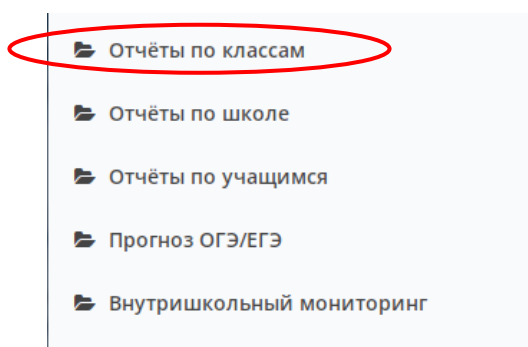 Отчёты по классам
Отчёты по школе
Отчёты по учащимся
Прогноз ОГЭ/ЕГЭ
Внутришкольный мониторинг